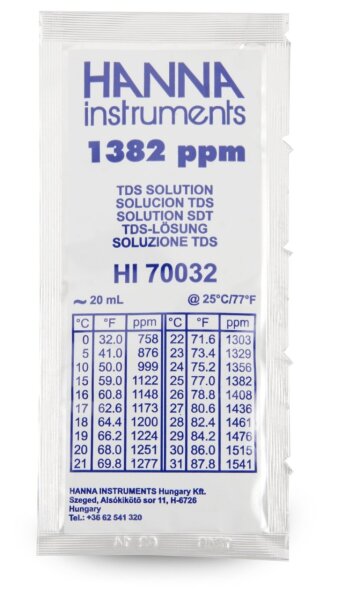 HANNA
instruments
1382 ppm
TDS SOLUTION
SOLUCION TDS
SOLUTION SDT
TDS-LÖSUNG
SOLUZIONE TDS
HI 70032
~ 20 mL @ 25°C/77°F
°C °F ppm °C °F ppm
0 32.0 758 22 71.6 1303
5 41.0 876 23 73.4 1329
10 50.0 999 24 75.2 1356
15 59.0 1122 25 77.0 1382
16 60.8 1148 26 78.8 1408
17 62.6 1173 27 80.6 1436
18 64.4 1200 28 82.4 1461
19 66.2 1224 29 84.2 1476
20 68.0 1251 30 86.0 1515
21 69.8 1277 31 87.8 1541
HANNA INSTRUMENTS Hungary Kft.
Szeged, Alsókikötő sor 11, H-6726
Hungary
Tel.: +36 62 541 320